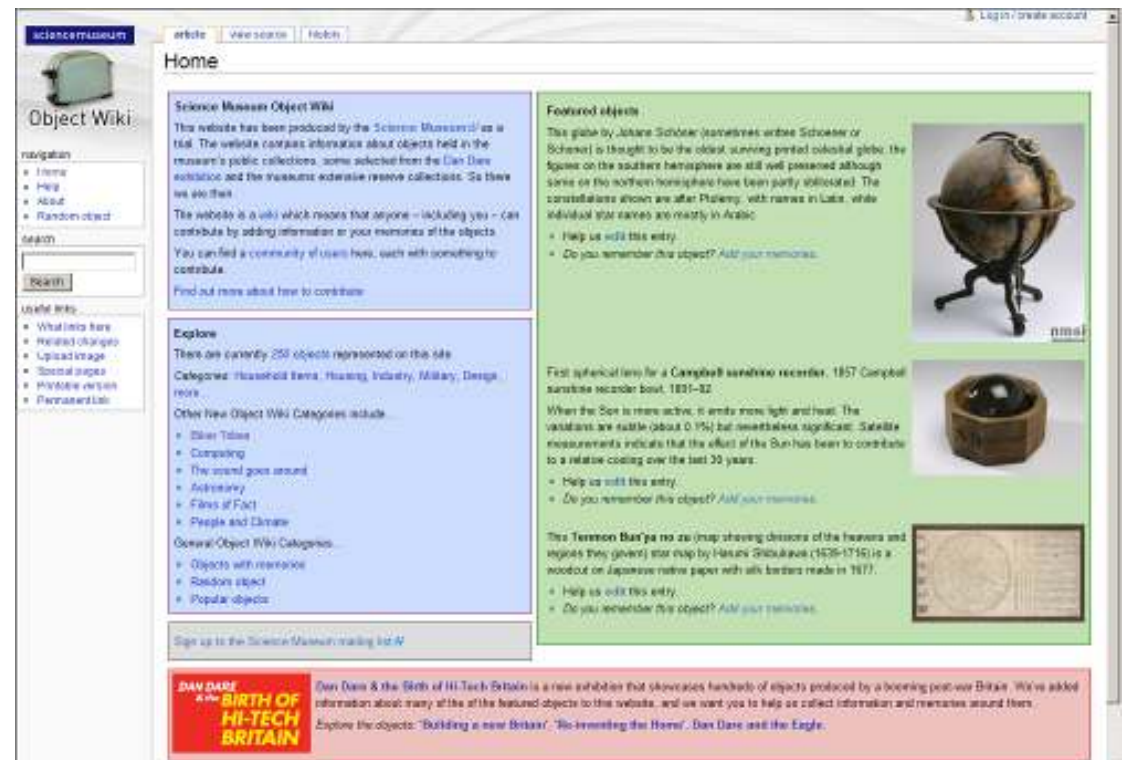 Log in / create account
sciencemuseum
Object Wiki
article
view source
history
Home
navigation
Home
Help
About
Random object
search
Search
useful links
What links here
Related changes
Upload image
Special pages
Printable version
Permanent link
Science Museum Object Wiki
This website has been produced by the Science Museum as a
trial. The website contains information about objects held in the
museum's public collections, some selected from the Dan Dare
exhibition and the museums extensive reserve collections. So there
we are then.
The website is a wiki which means that anyone – including you – can
contribute by adding information or your memories of the objects.
You can find a community of users here, each with something to
contribute.
Find out more about how to contribute
Explore
There are currently 250 objects represented on this site
Categories: Household Items, Housing, Industry, Military, Design,
more...
Other New Object Wiki Categories include...
Computing
The sound goes around
Astronomy
Films of Fact
People and Climate
General Object Wiki Categories...
Objects with memories
Random object
Popular objects
Sign up to the Science Museum mailing list
Featured objects
This globe by Johann Schöner (sometimes written Schoener or
Schoner) is thought to be the oldest surviving printed celestial globe: the
figures on the southern hemisphere are still well preserved although
some on the northern hemisphere have been partly obliterated. The
constellations shown are after Ptolemy, with names in Latin, while
individual star names are mostly in Arabic.
Help us edit this entry.
Do you remember this object? Add your memories.
nmsi
First spherical lens for a Campbell sunshine recorder, 1857 Campbell
sunshine recorder bowl, 1891–92
When the Sun is more active, it emits more light and heat. The
variations are subtle (about 0.1%) but nevertheless significant. Satellite
measurements indicate that the effect of the Sun has been to contribute
to a relative cooling over the last 30 years.
Help us edit this entry.
Do you remember this object? Add your memories.
This Tenmon Bun'ya no zu (map showing divisions of the heavens and
regions they govern) star map by Harumi Shibukawa (1639-1716) is a
woodcut on Japanese native paper with silk borders made in 1677.
Help us edit this entry.
Do you remember this object? Add your memories.
DAN DARE
& the BIRTH OF
HI-TECH
BRITAIN
Dan Dare & the Birth of Hi-Tech Britain is a new exhibition that showcases hundreds of objects produced by a booming post-war Britain. We've added
information about many of the of the featured objects to this website, and we want you to help us collect information and memories around them.
Explore the objects: 'Building a new Britain', 'Re-inventing the Home', Dan Dare and the Eagle.